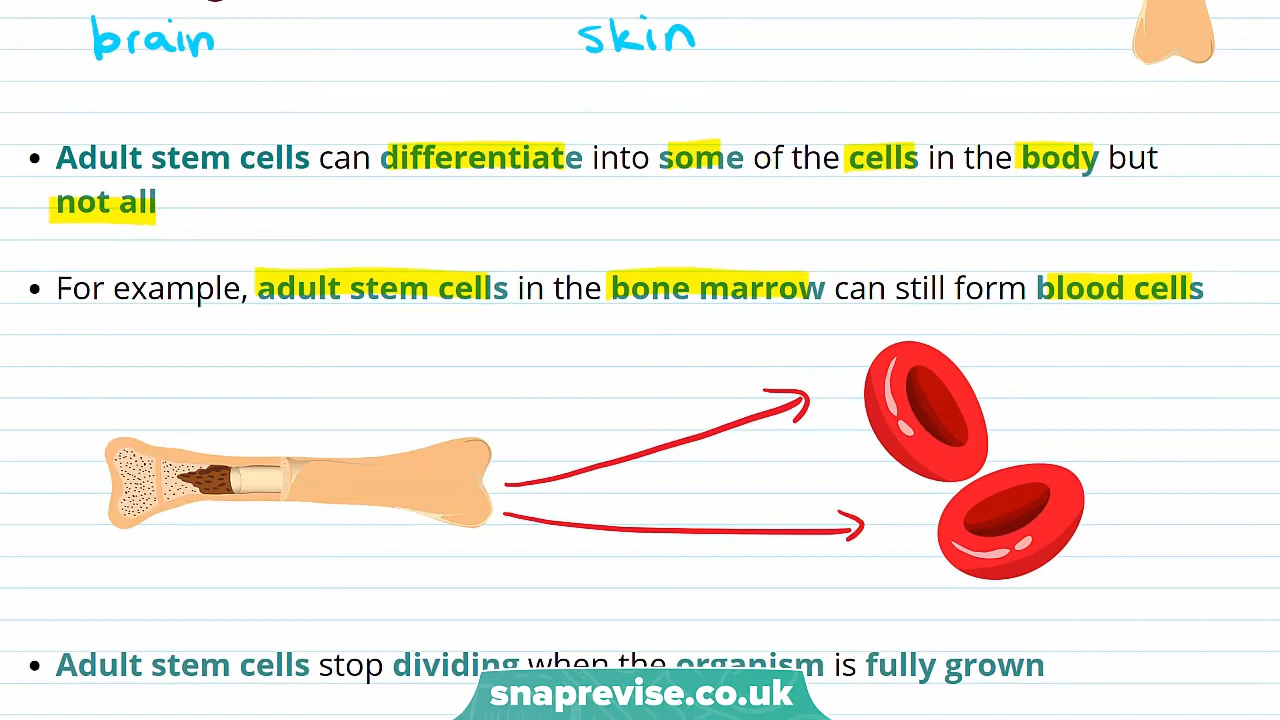 brain skin
• Adult stem cells can differentiate into some of the cells in the body but
not all
• For example, adult stem cells in the bone marrow can still form blood cells
• Adult stem cells stop dividing when the organism is fully grown
snaprevise.co.uk